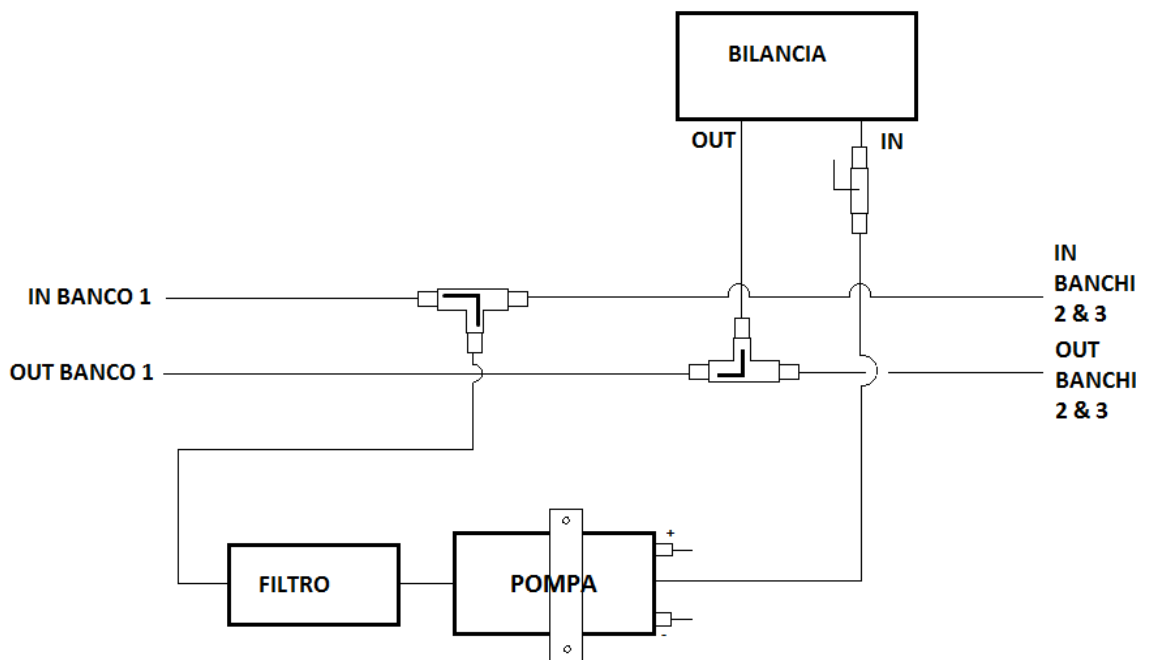 BILANCIA
OUT
IN
IN BANCO 1
IN
BANCHI
2 & 3
OUT BANCO 1
OUT
BANCHI
2 & 3
FILTRO
POMPA
+
-